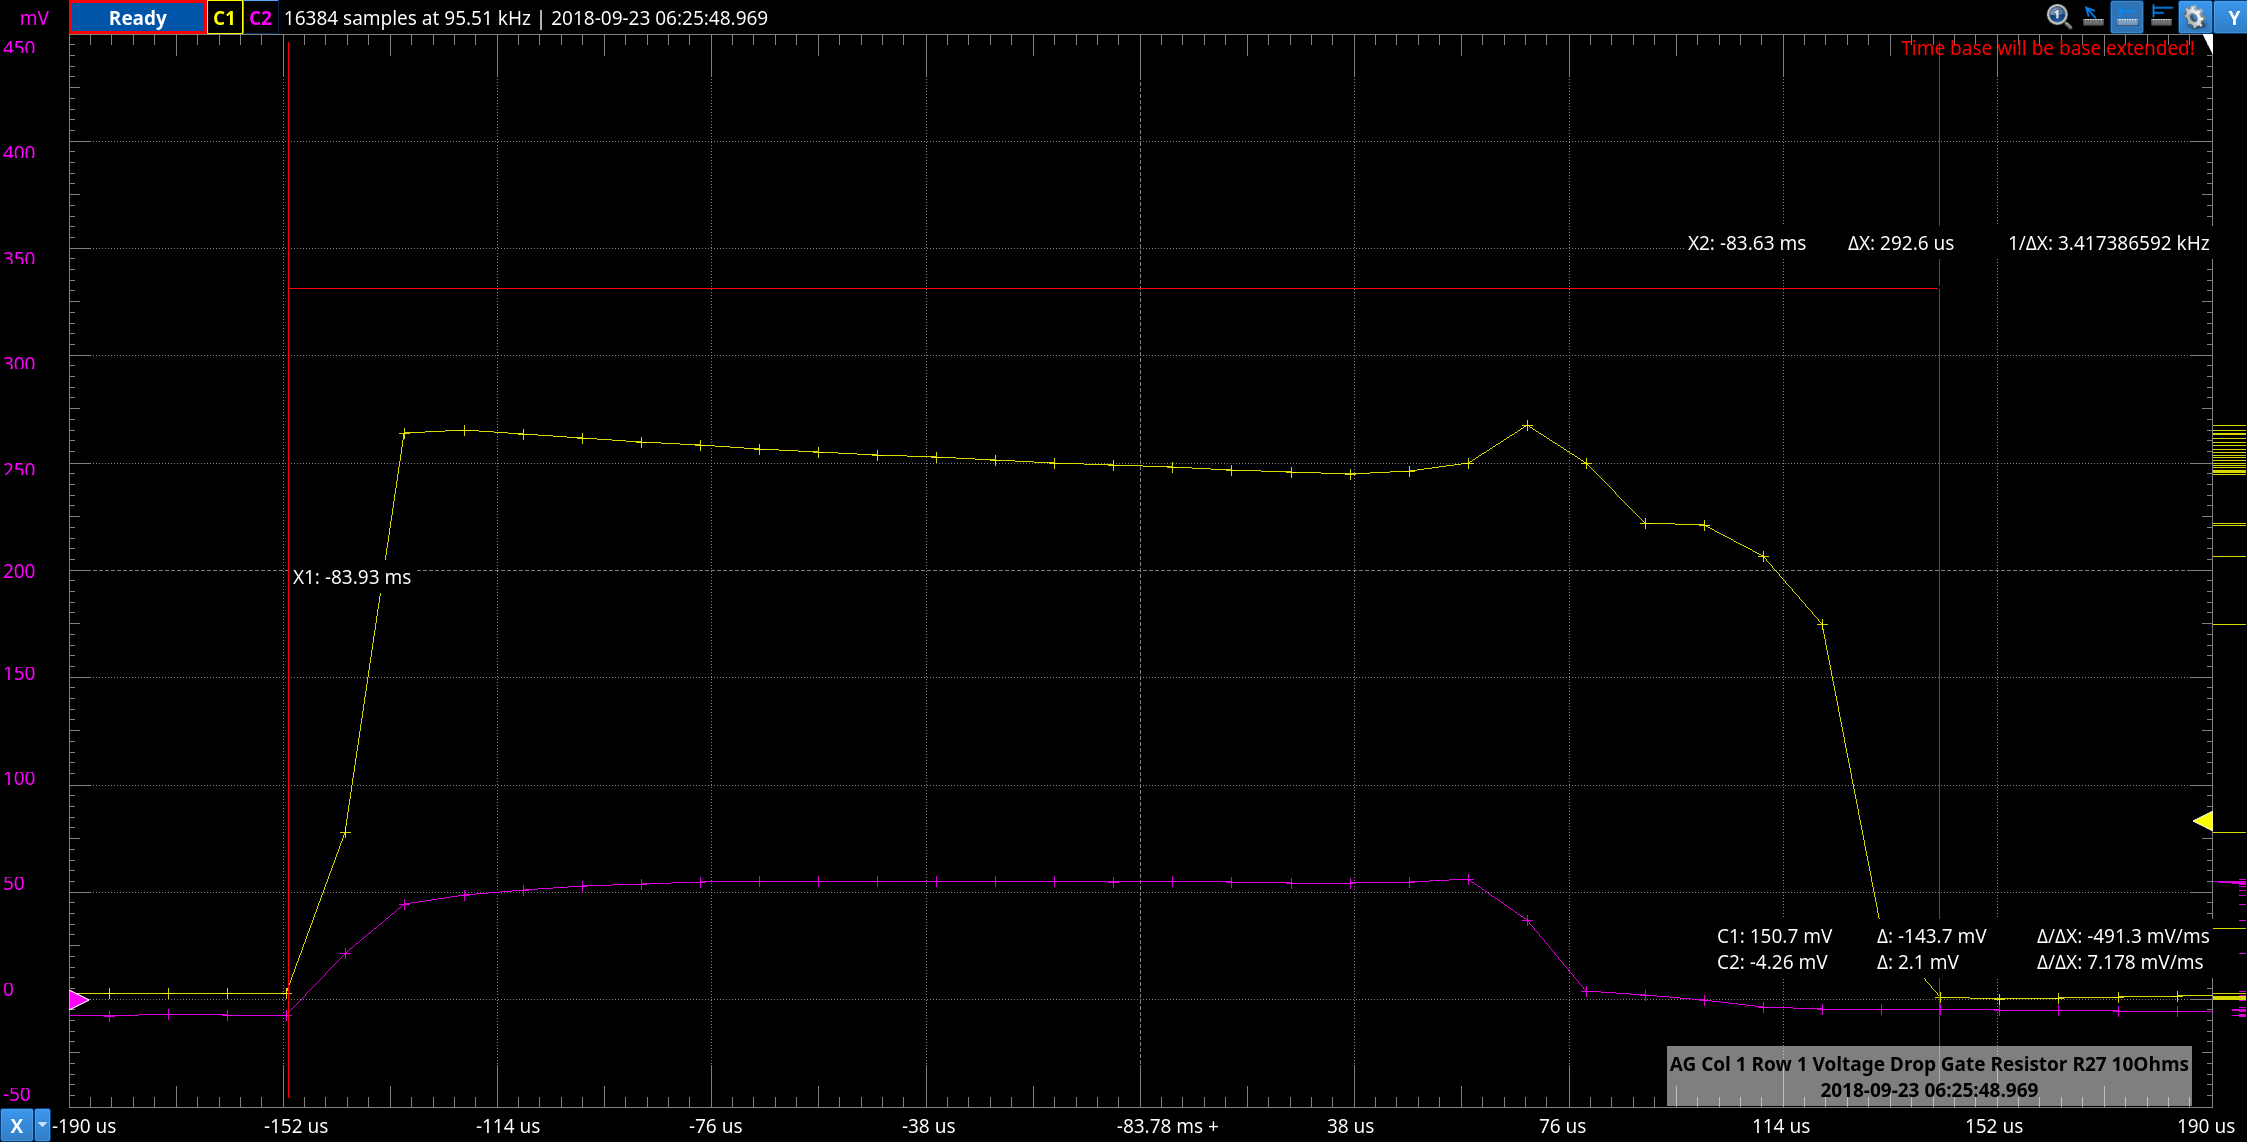 mV Ready C1 C2 16384 samples at 95.51 kHz | 2018-09-23 06:25:48.969 Y
450 Time base will be base extended!
400
X2: -83.63 ms ΔX: 292.6 us 1/ΔX: 3.417386592 kHz
350
300
250
200 X1: -83.93 ms
150
100
50
C1: 150.7 mV Δ: -143.7 mV Δ/ΔX: -491.3 mV/ms
C2: -4.26 mV Δ: 2.1 mV Δ/ΔX: 7.178 mV/ms
0
AG Col 1 Row 1 Voltage Drop Gate Resistor R27 10Ohms
2018-09-23 06:25:48.969
-50
X -190 us -152 us -114 us -76 us -38 us -83.78 ms + 38 us 76 us 114 us 152 us 190 us